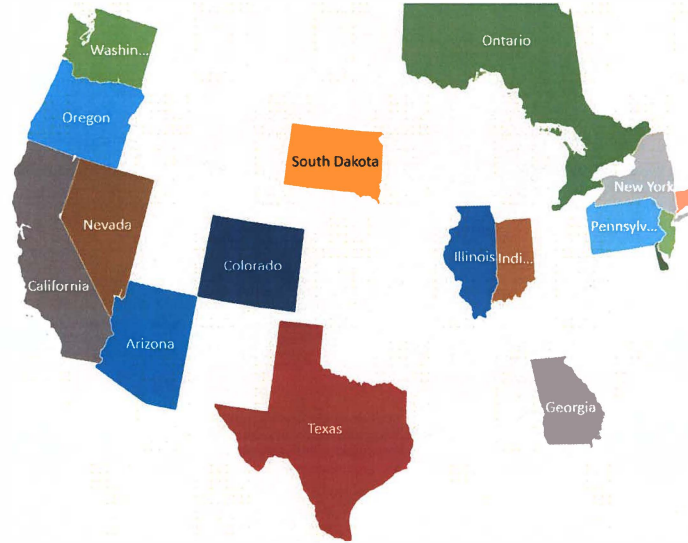 Washin...
Ontario
Oregon
South Dakota
New York
Nevada
Pennsylv...
Colorado
Illinois
Indi...
California
Arizona
Georgia
Texas